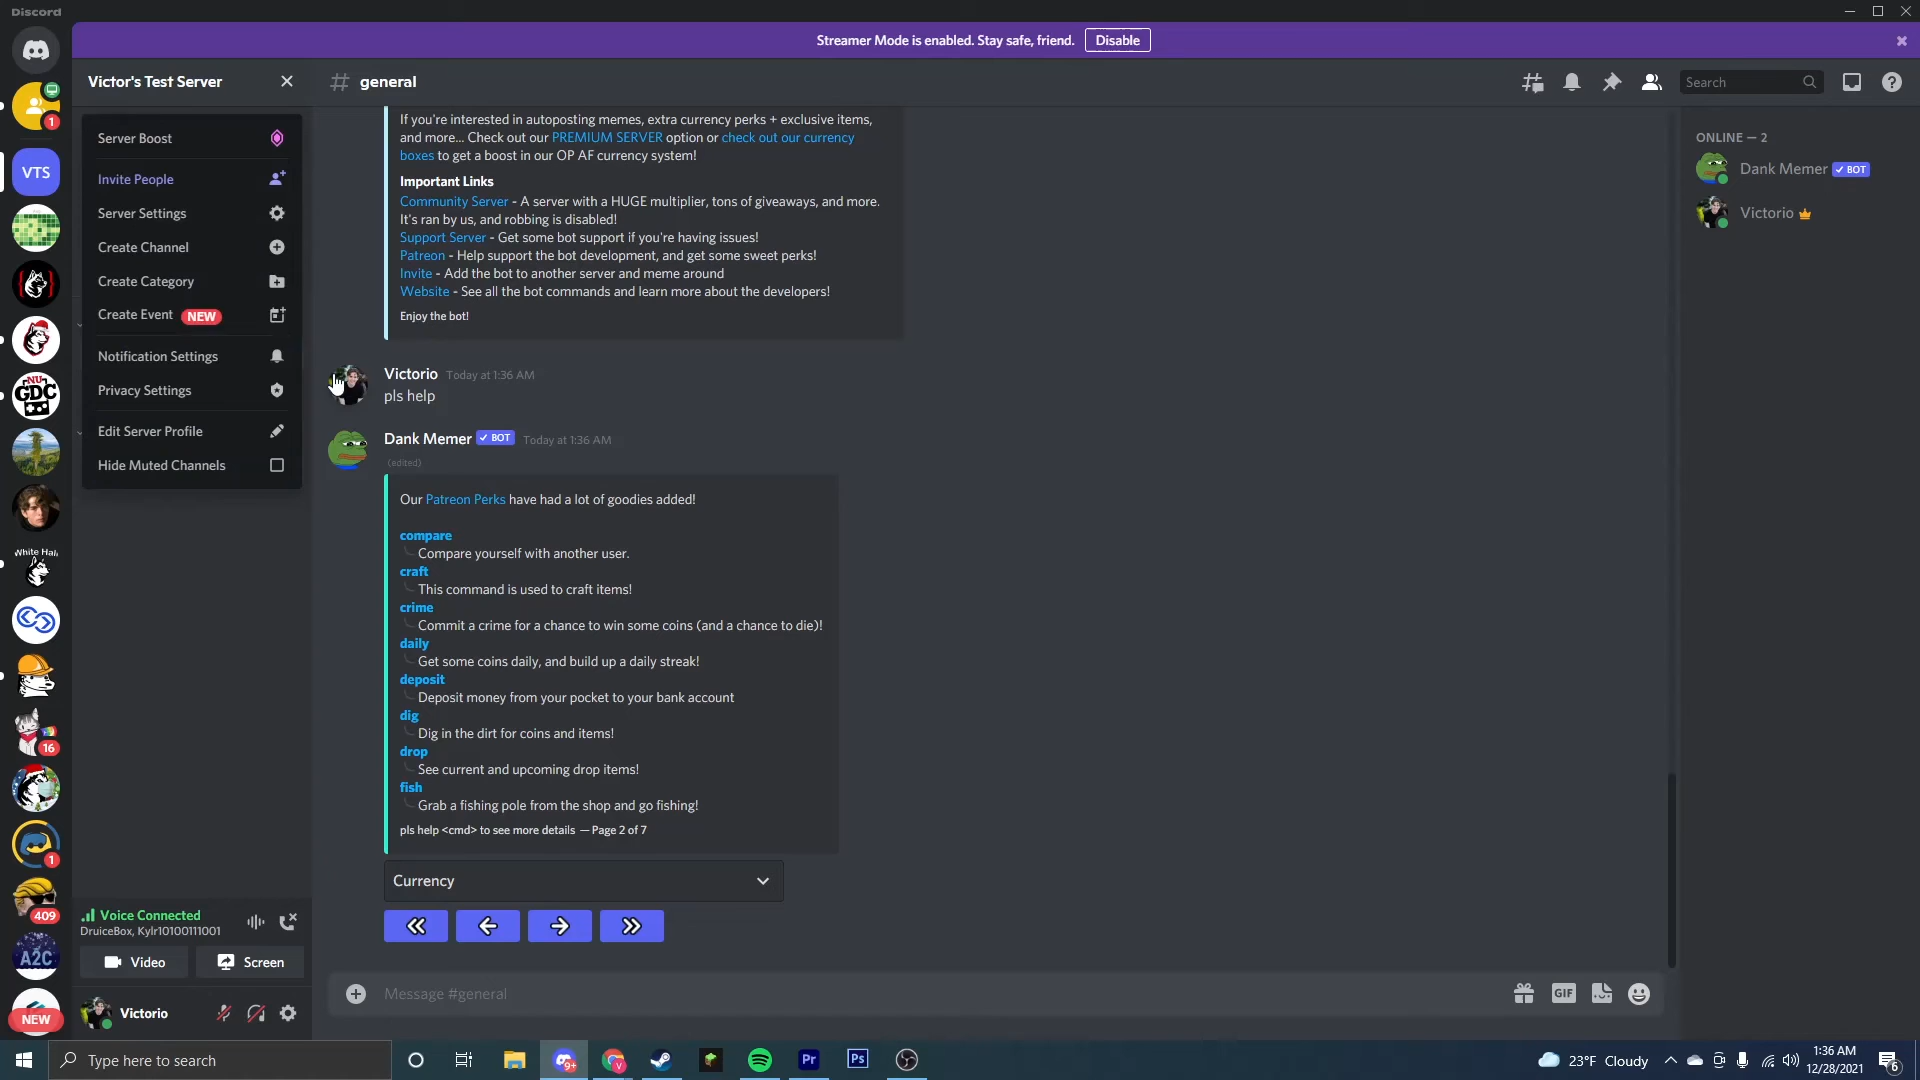 Discord
Streamer Mode is enabled. Stay safe, friend.
Disable
Victor's Test Server
general
Search
1
VTS
NU
GDC
White Hall
16
1
409
A2C
NEW
Server Boost
Invite People
Server Settings
Create Channel
Create Category
Create Event NEW
Notification Settings
Privacy Settings
Edit Server Profile
Hide Muted Channels
If you're interested in autoposting memes, extra currency perks + exclusive items,
and more... Check out our PREMIUM SERVER option or check out our currency
boxes to get a boost in our OP AF currency system!
Important Links
Community Server - A server with a HUGE multiplier, tons of giveaways, and more.
It's ran by us, and robbing is disabled!
Support Server - Get some bot support if you're having issues!
Patreon - Help support the bot development, and get some sweet perks!
Invite - Add the bot to another server and meme around
Website - See all the bot commands and learn more about the developers!
Enjoy the bot!
Victorio Today at 1:36 AM
pls help
Dank Memer BOT Today at 1:36 AM
(edited)
Our Patreon Perks have had a lot of goodies added!
compare
Compare yourself with another user.
craft
This command is used to craft items!
crime
Commit a crime for a chance to win some coins (and a chance to die)!
daily
Get some coins daily, and build up a daily streak!
deposit
Deposit money from your pocket to your bank account
dig
Dig in the dirt for coins and items!
drop
See current and upcoming drop items!
fish
Grab a fishing pole from the shop and go fishing!
pls help <cmd> to see more details — Page 2 of 7
Currency
Message #general
GIF
ONLINE — 2
Dank Memer BOT
Victorio
Voice Connected
DruiceBox, Kylr10100111001
Video
Screen
Victorio
Type here to search
9+
V
Pr
Ps
23°F Cloudy
1:36 AM
12/28/2021
6